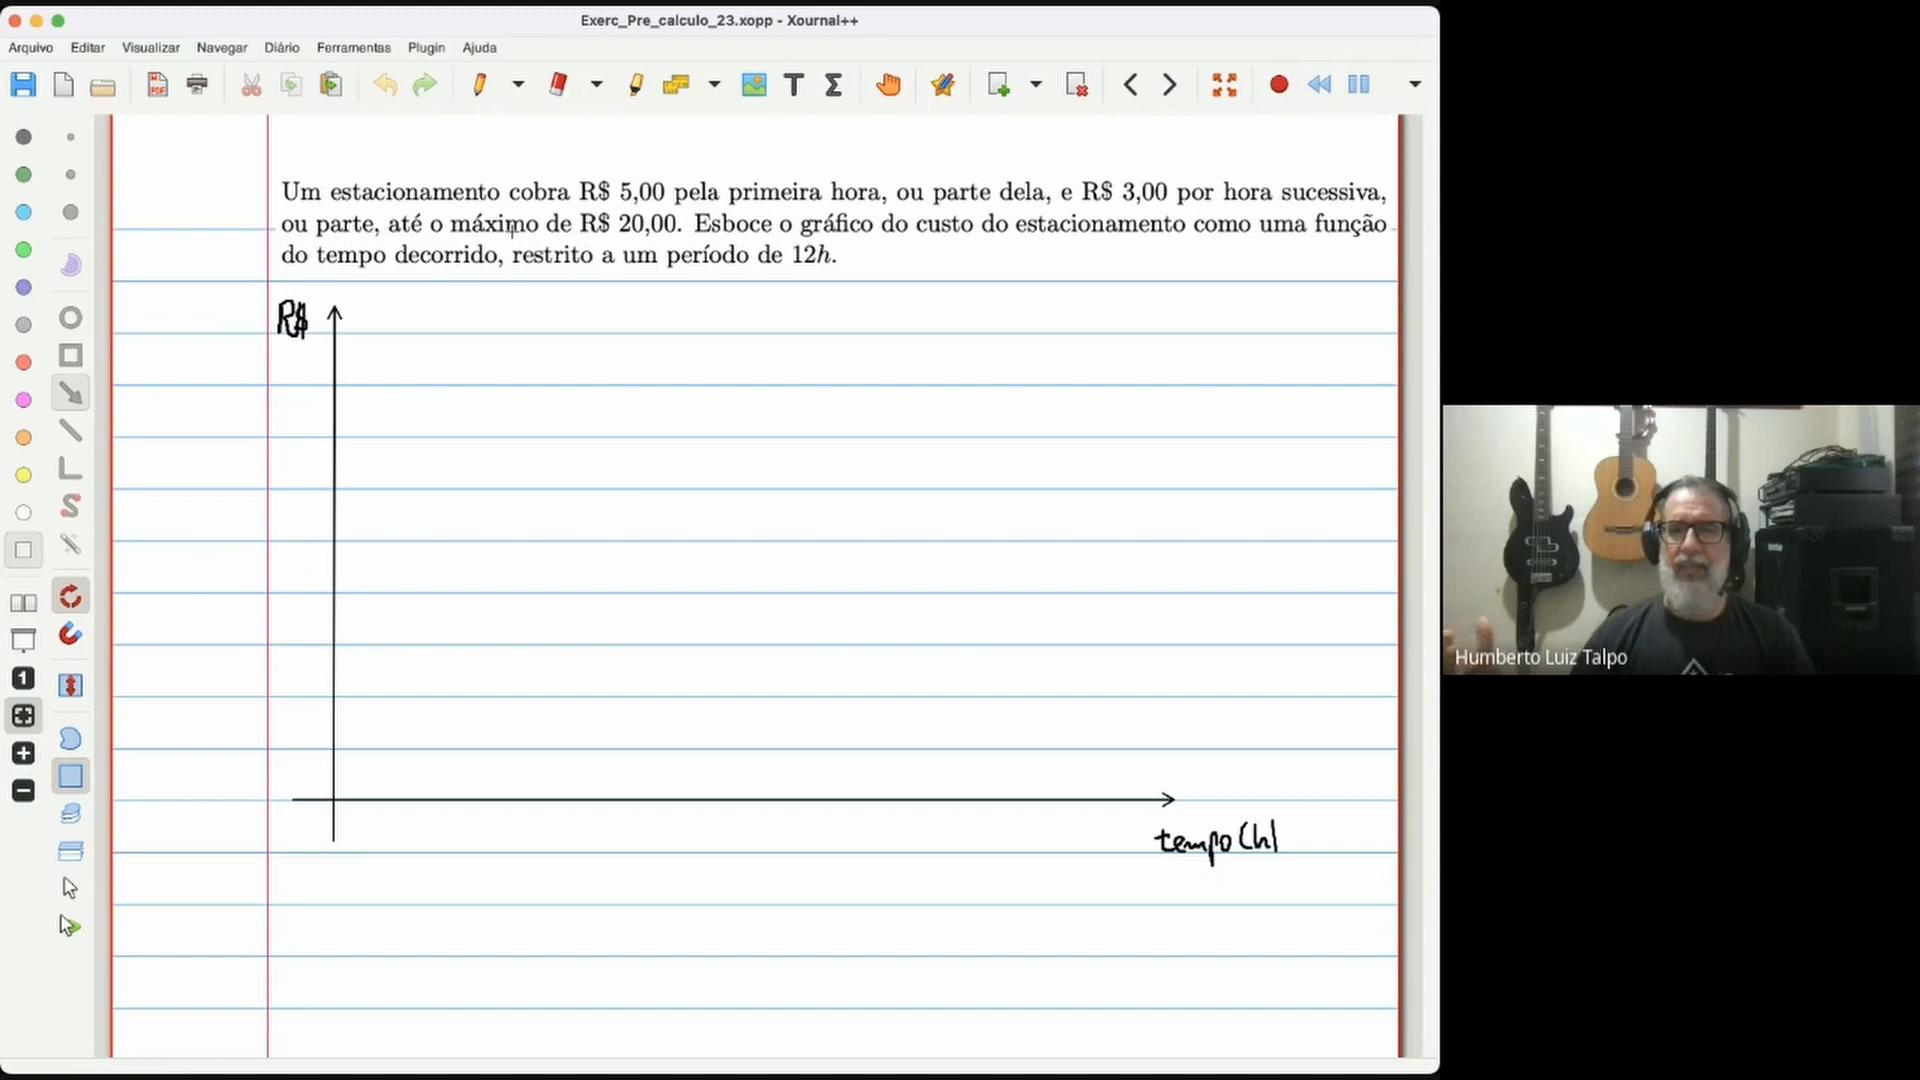 Exerc_Pre_calculo_23.xopp - Xournal++
Arquivo Editar Visualizar Navegar Diário Ferramentas Plugin Ajuda
Um estacionamento cobra R$ 5,00 pela primeira hora, ou parte dela, e R$ 3,00 por hora sucessiva,
ou parte, até o máximo de R$ 20,00. Esboce o gráfico do custo do estacionamento como uma função
do tempo decorrido, restrito a um período de 12h.
R$
tempo (h)
Humberto Luiz Talpo